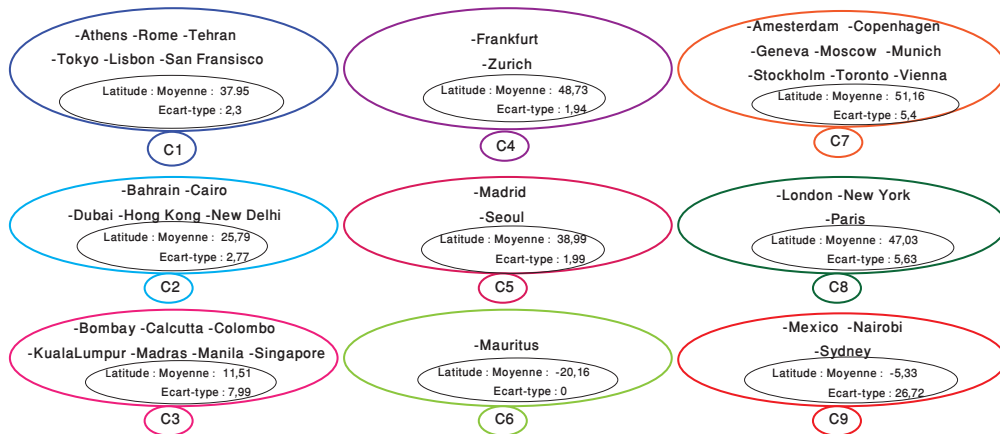 -Athens -Rome -Tehran
-Tokyo -Lisbon -San Fransisco
Latitude : Moyenne : 37.95
Ecart-type : 2,3
C1
-Frankfurt
-Zurich
Latitude : Moyenne : 48,73
Ecart-type : 1,94
C4
-Amesterdam -Copenhagen
-Geneva -Moscow -Munich
-Stockholm -Toronto -Vienna
Latitude : Moyenne : 51,16
Ecart-type : 5,4
C7
-Bahrain -Cairo
-Dubai -Hong Kong -New Delhi
Latitude : Moyenne : 25,79
Ecart-type : 2,77
C2
-Madrid
-Seoul
Latitude : Moyenne : 38,99
Ecart-type : 1,99
C5
-London -New York
-Paris
Latitude : Moyenne : 47,03
Ecart-type : 5,63
C8
-Bombay -Calcutta -Colombo
-KualaLumpur -Madras -Manila -Singapore
Latitude : Moyenne : 11,51
Ecart-type : 7,99
C3
-Mauritus
Latitude : Moyenne : -20,16
Ecart-type : 0
C6
-Mexico -Nairobi
-Sydney
Latitude : Moyenne : -5,33
Ecart-type : 26,72
C9